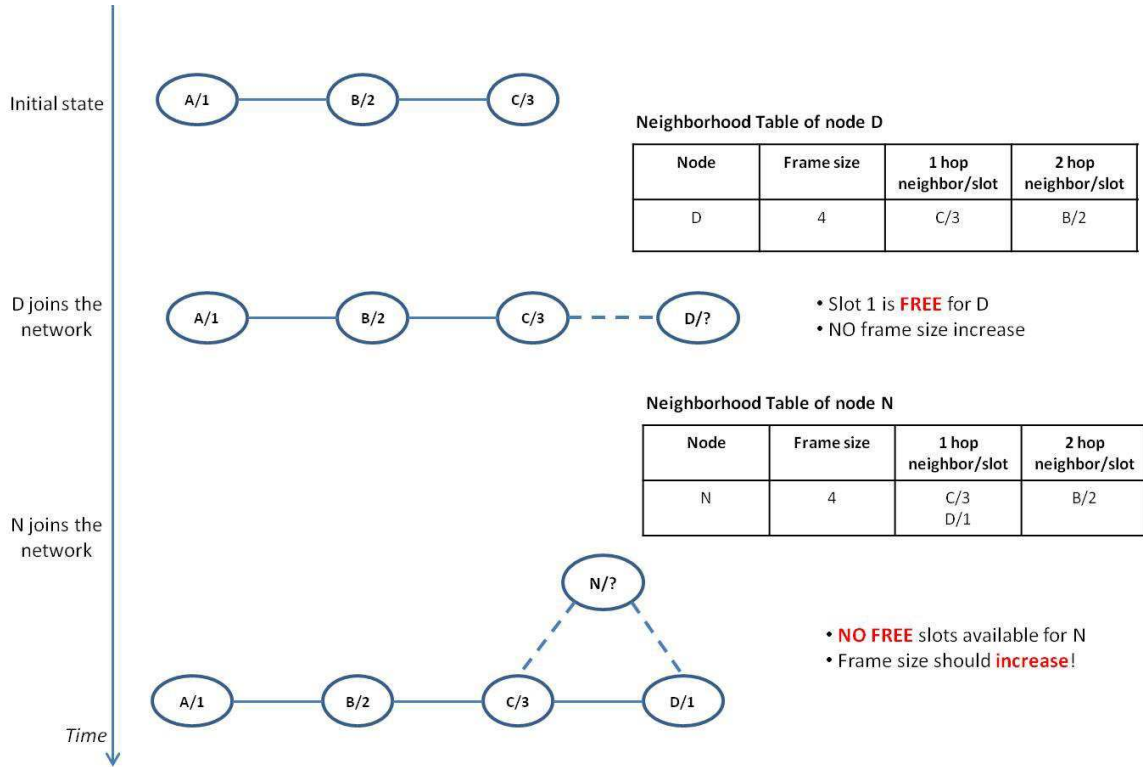 Initial state
A/1
B/2
C/3
Neighborhood Table of node D
Node
Frame size
1 hop
neighbor/slot
2 hop
neighbor/slot
D
4
C/3
B/2
D joins the
network
A/1
B/2
C/3
D/?
• Slot 1 is FREE for D
• NO frame size increase
Neighborhood Table of node N
Node
Frame size
1 hop
neighbor/slot
2 hop
neighbor/slot
N
4
C/3
D/1
B/2
N joins the
network
N/?
• NO FREE slots available for N
• Frame size should increase!
A/1
B/2
C/3
D/1
Time